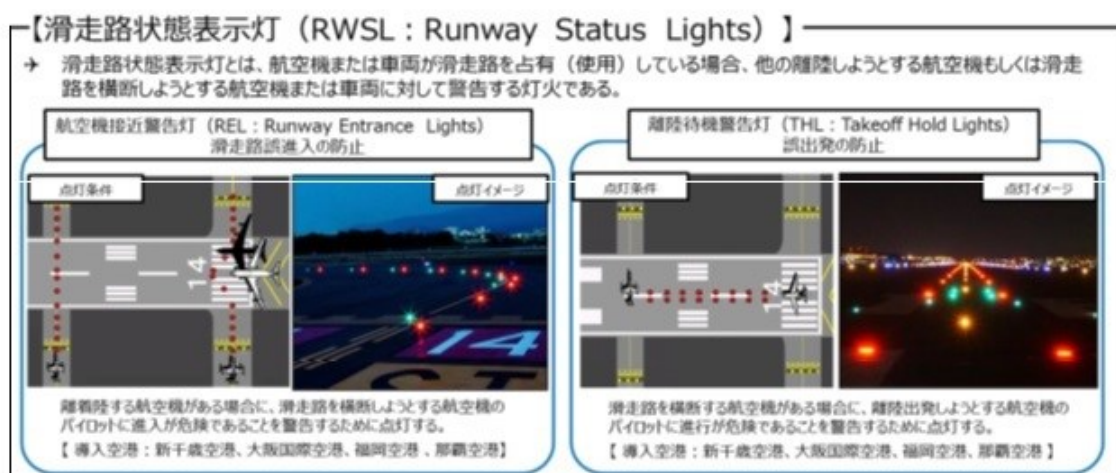 【滑走路状態表示灯（RWSL：Runway Status Lights）】
✈ 滑走路状態表示灯とは、航空機または車両が滑走路を占有（使用）している場合、他の離陸しようとする航空機もしくは滑走
路を横断しようとする航空機または車両に対して警告する灯火である。
航空機接近警告灯（REL：Runway Entrance Lights）
滑走路誤進入の防止
点灯条件
点灯イメージ
14
14
離着陸する航空機がある場合に、滑走路を横断しようとする航空機の
パイロットに進入が危険であることを警告するために点灯する。
【 導入空港：新千歳空港、大阪国際空港、福岡空港 、那覇空港】
離陸待機警告灯（THL：Takeoff Hold Lights）
誤出発の防止
点灯条件
点灯イメージ
14
滑走路を横断する航空機がある場合に、離陸出発しようとする航空機の
パイロットに進行が危険であることを警告するために点灯する。
【 導入空港：新千歳空港、大阪国際空港、福岡空港、那覇空港 】